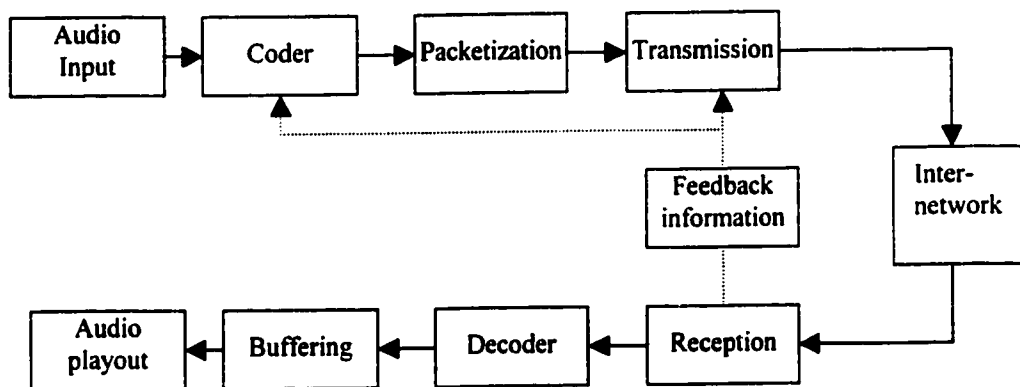 Audio
Input
Coder
Packetization
Transmission
Inter-
network
Feedback
information
Reception
Decoder
Buffering
Audio
playout